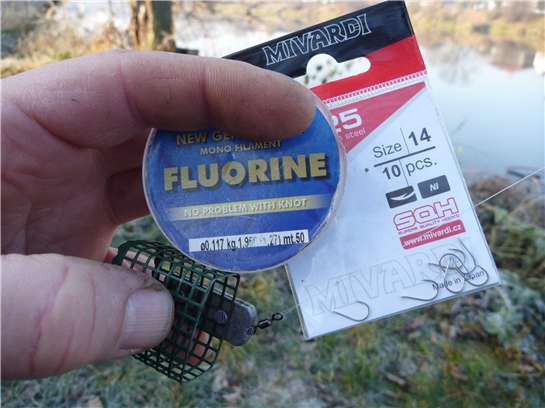 MIVARDI
25
steel
Size 14
10 pcs.
NI
SQH
www.mivardi.cz
MIVARDI
Made in Japan
NEW GE
MONO FILAMENT
FLUORINE
NO PROBLEM WITH KNOT
ø0,117 kg 1.9 mt 50